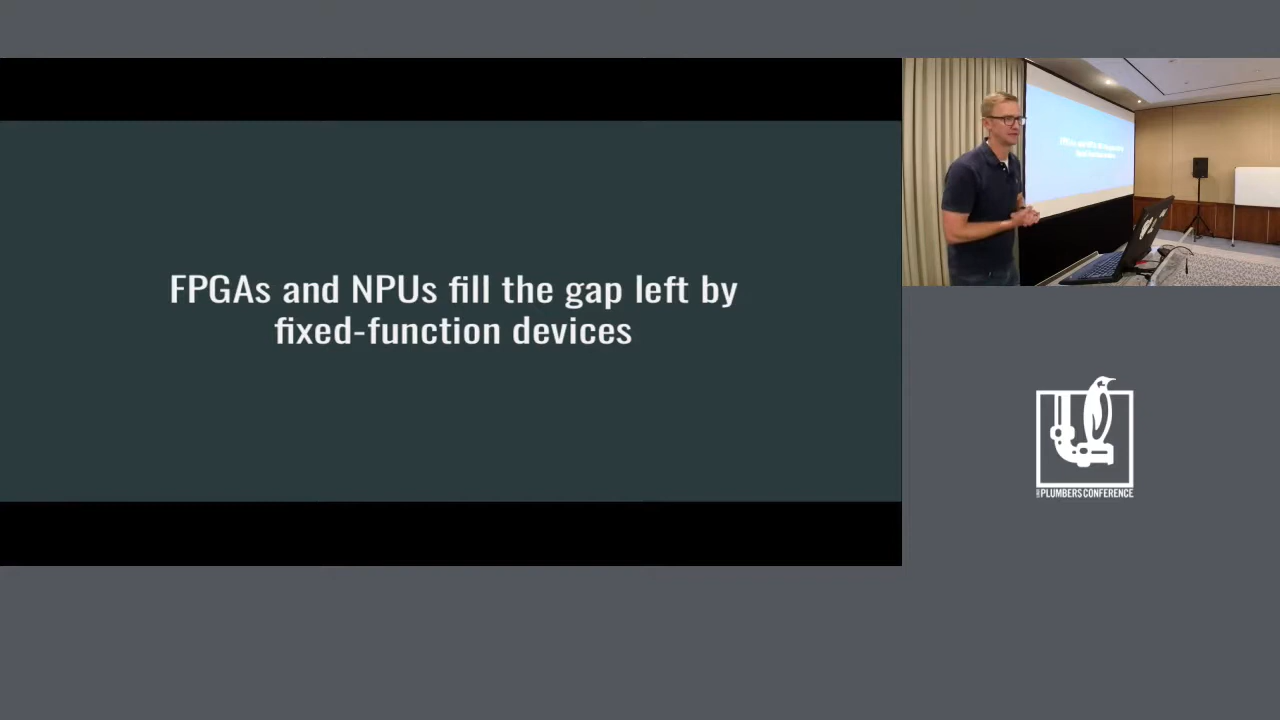 FPGAs and NPUs fill the gap left by
fixed-function devices
PLUMBERS CONFERENCE